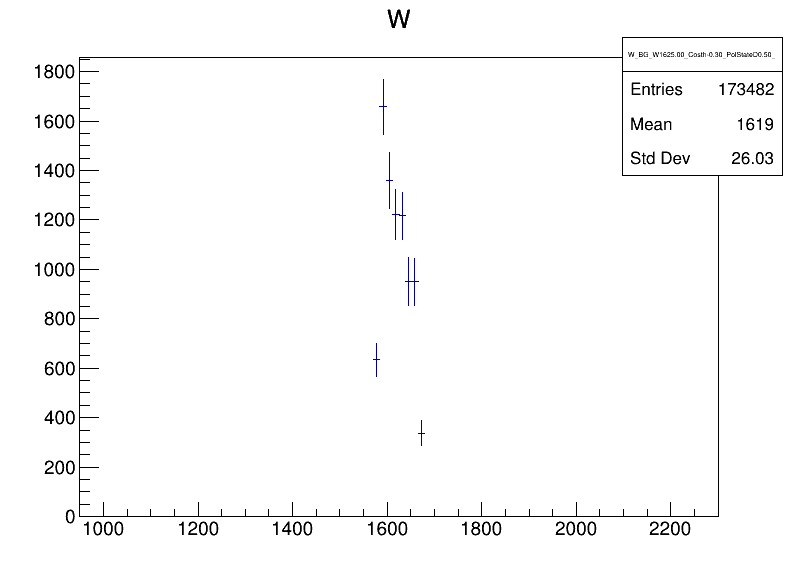 W
W_BG_W1625.00_Costh-0.30_PolStateD0.50_
Entries 173482
Mean 1619
Std Dev 26.03
1800
1600
1400
1200
1000
800
600
400
200
0
1000 1200 1400 1600 1800 2000 2200